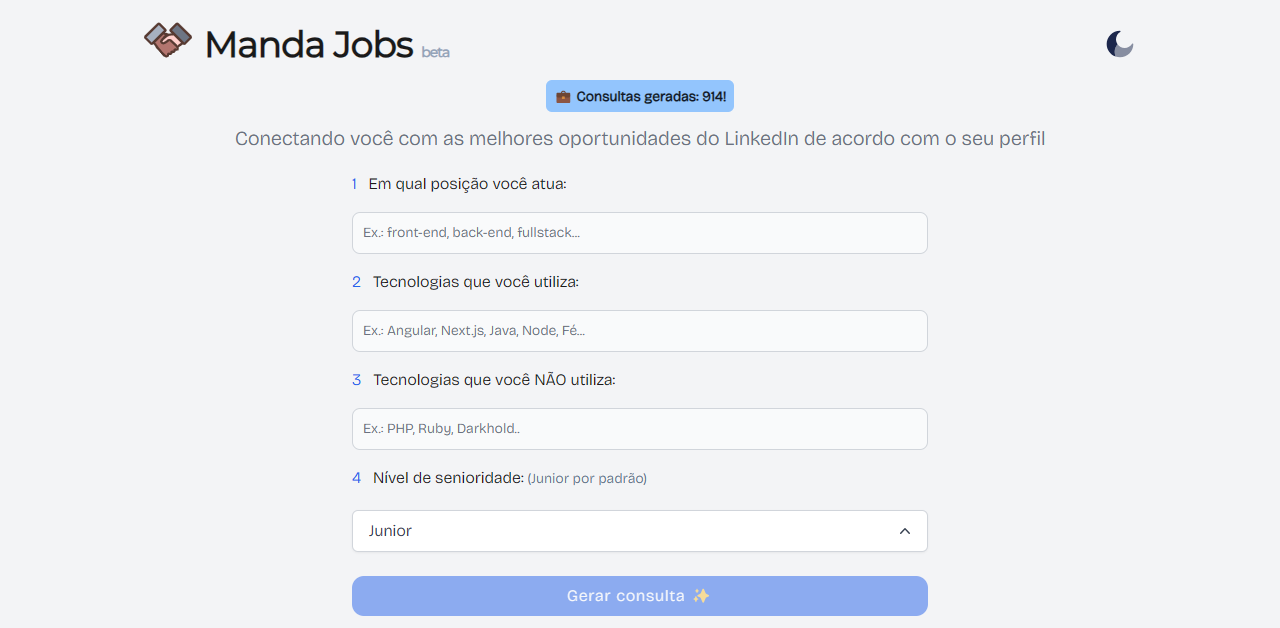 Manda Jobs beta
💼 Consultas geradas: 914!
Conectando você com as melhores oportunidades do LinkedIn de acordo com o seu perfil
1 Em qual posição você atua:
Ex.: front-end, back-end, fullstack...
2 Tecnologias que você utiliza:
Ex.: Angular, Next.js, Java, Node, Fé...
3 Tecnologias que você NÃO utiliza:
Ex.: PHP, Ruby, Darkhold..
4 Nível de senioridade: (Junior por padrão)
Junior
Gerar consulta ✨